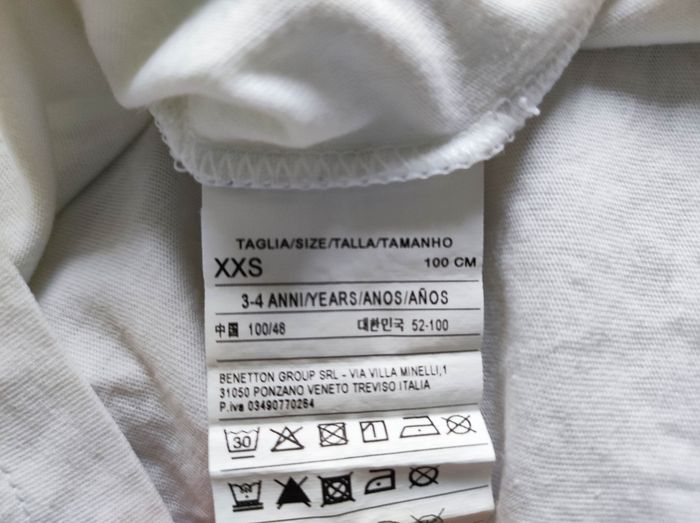 TAGLIA/SIZE/TALLA/TAMANHO
XXS 100 CM
3-4 ANNI/YEARS/ANOS/AÑOS
中国 100/48 대한민국 52-100
BENETTON GROUP SRL - VIA VILLA MINELLI,1
31050 PONZANO VENETO TREVISO ITALIA
P.iva 03490770264
30